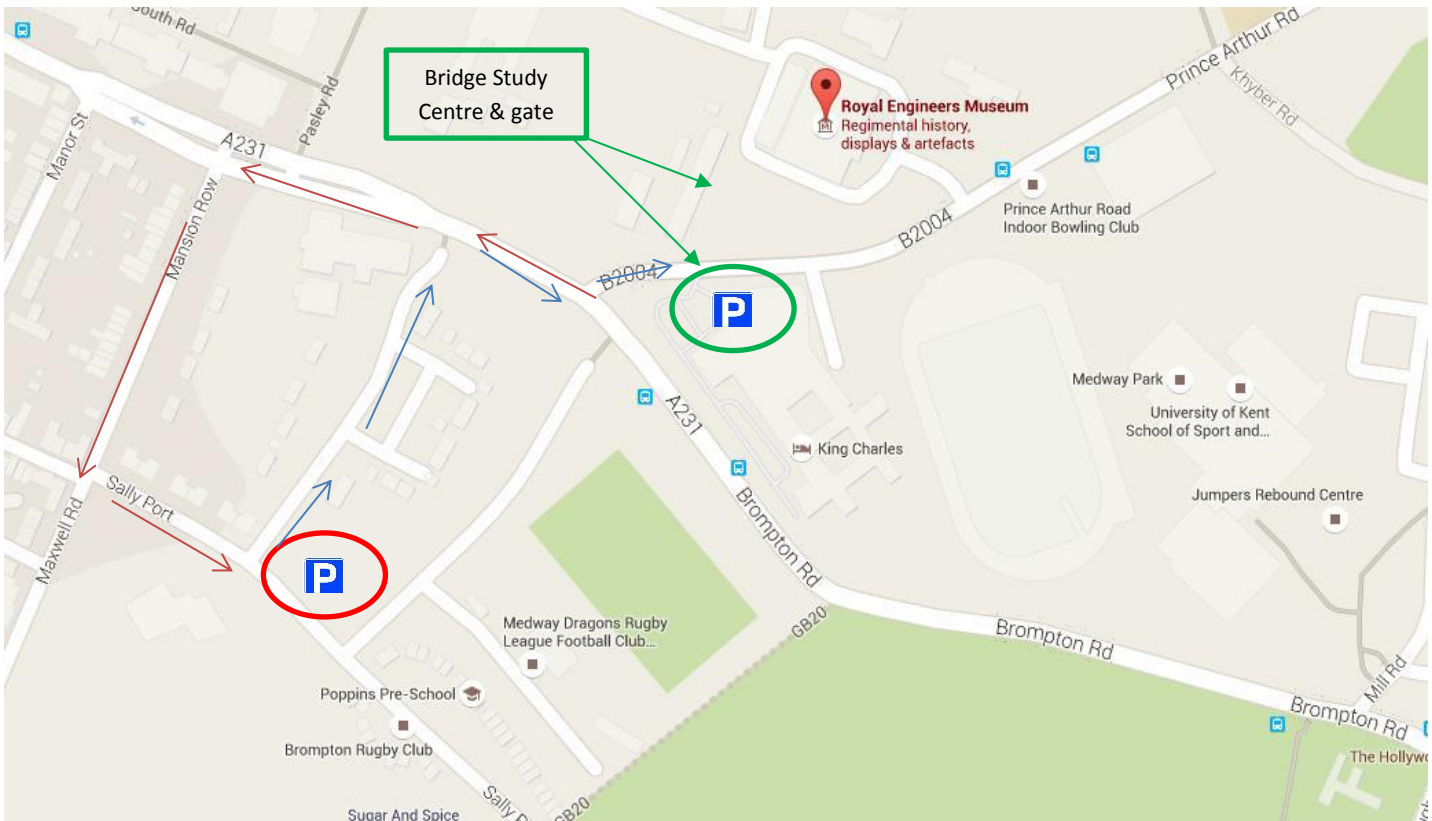 South Rd
Pasley Rd
Manor St
A231
Mansion Row
Bridge Study
Centre & gate
Royal Engineers Museum
Regimental history,
displays & artefacts
Prince Arthur Rd
Khyber Rd
Prince Arthur Road
Indoor Bowling Club
B2004
B2004
P
A231
King Charles
Medway Park
University of Kent
School of Sport and...
Jumpers Rebound Centre
Brompton Rd
Sally Port
Maxwell Rd
P
Medway Dragons Rugby
League Football Club...
GB20
Brompton Rd
Mill Rd
Brompton Rd
Poppins Pre-School
Brompton Rugby Club
The Hollyw
Sally P
GB20
Sugar And Spice